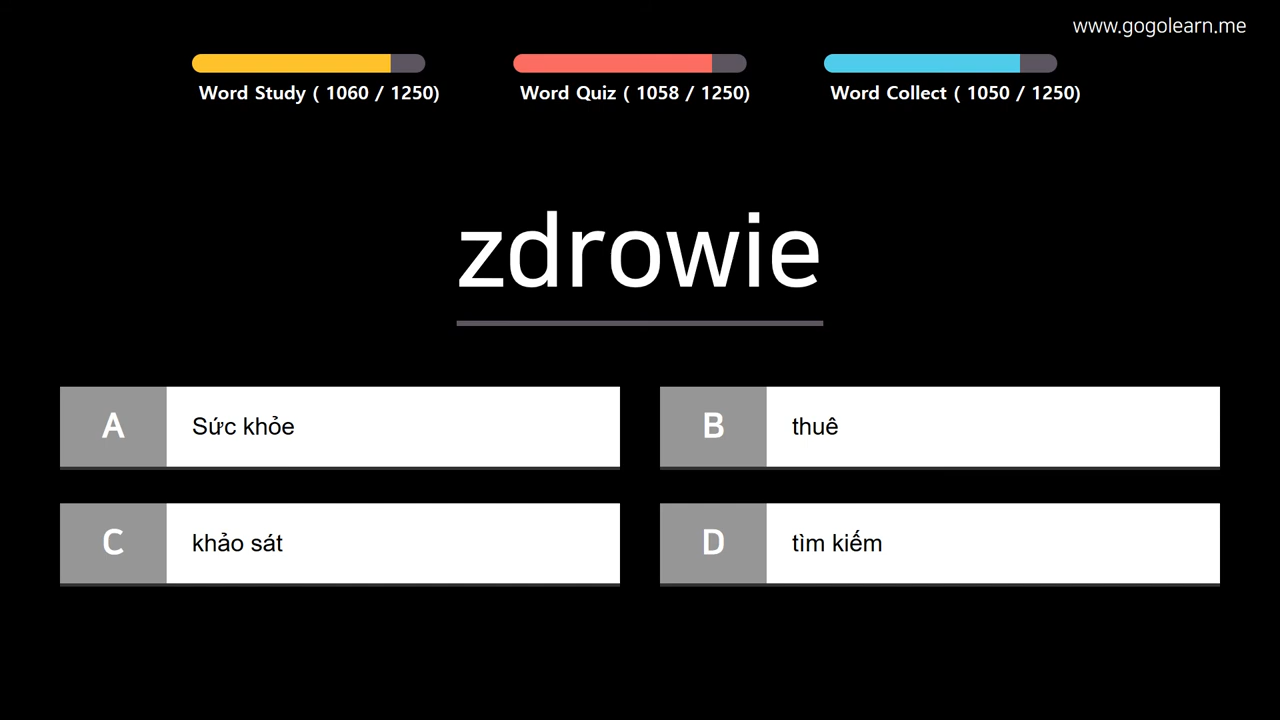 www.gogolearn.me
Word Study ( 1060 / 1250)
Word Quiz ( 1058 / 1250)
Word Collect ( 1050 / 1250)
zdrowie
A Sức khỏe
B thuê
C khảo sát
D tìm kiếm